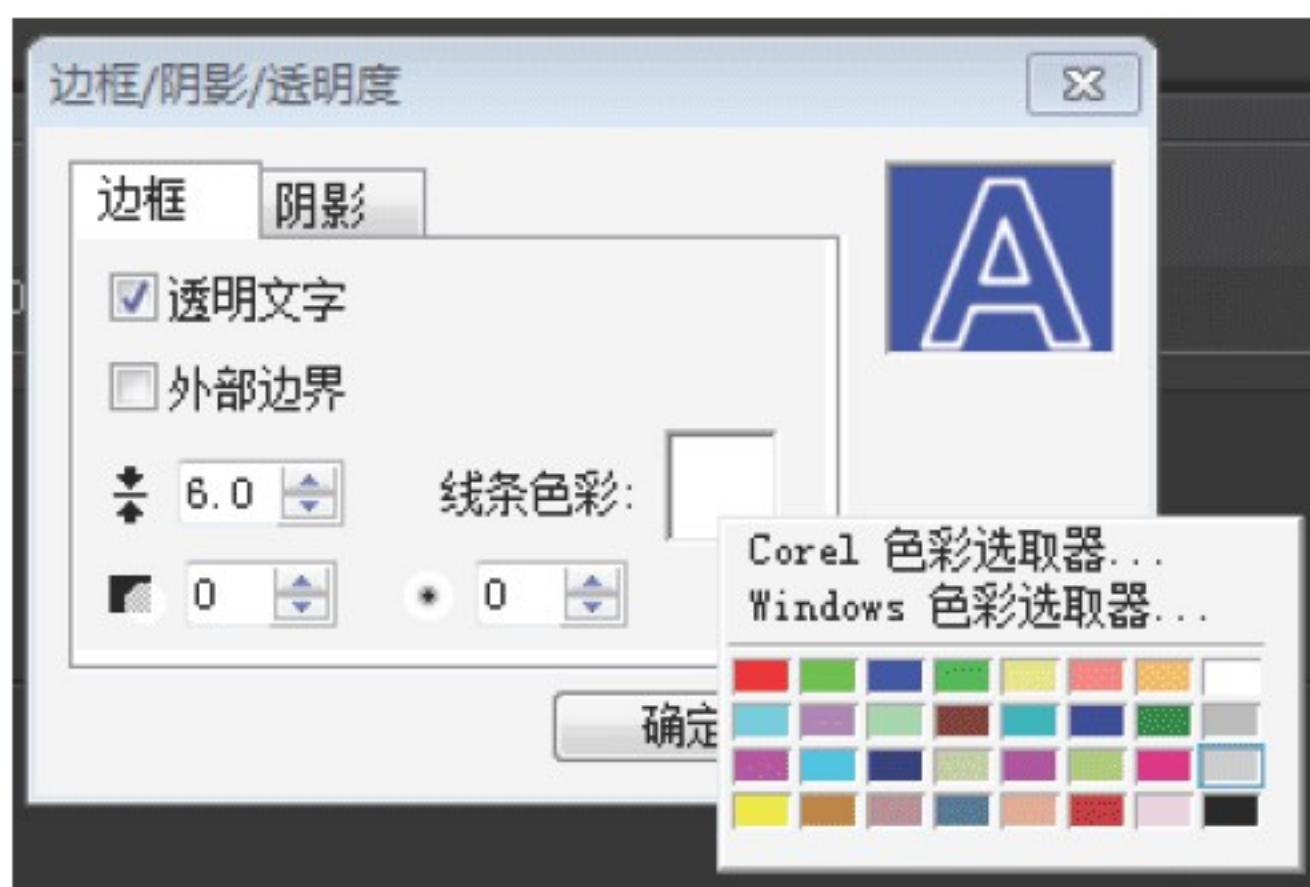 边框/阴影/透明度
边框 阴影
A
透明文字
外部边界
6.0 线条色彩:
0 0
确定
Corel 色彩选取器...
Windows 色彩选取器...